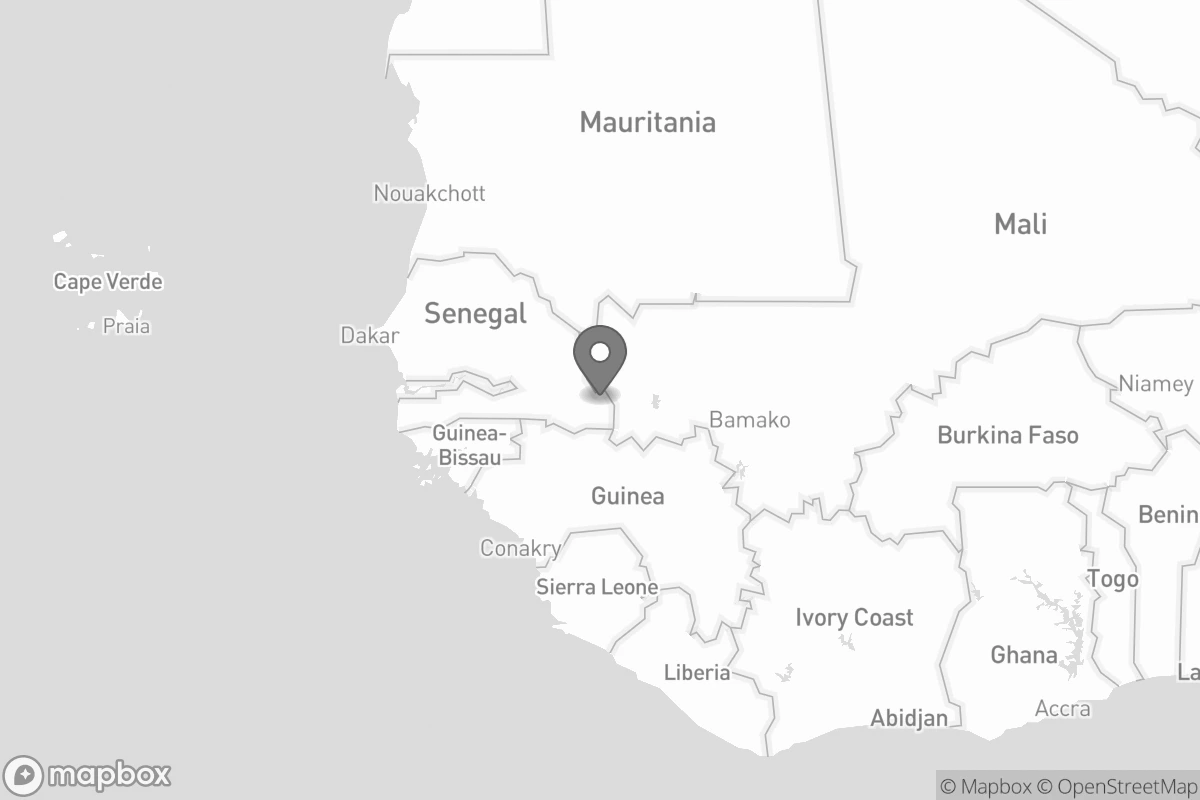 Mauritania
Nouakchott
Mali
Cape Verde
Praia
Senegal
Dakar
Niamey
Bamako
Guinea-
Bissau
Burkina Faso
Guinea
Benin
Conakry
Sierra Leone
Togo
Ivory Coast
Ghana
Liberia
La
Accra
Abidjan
mapbox
© Mapbox © OpenStreetMap